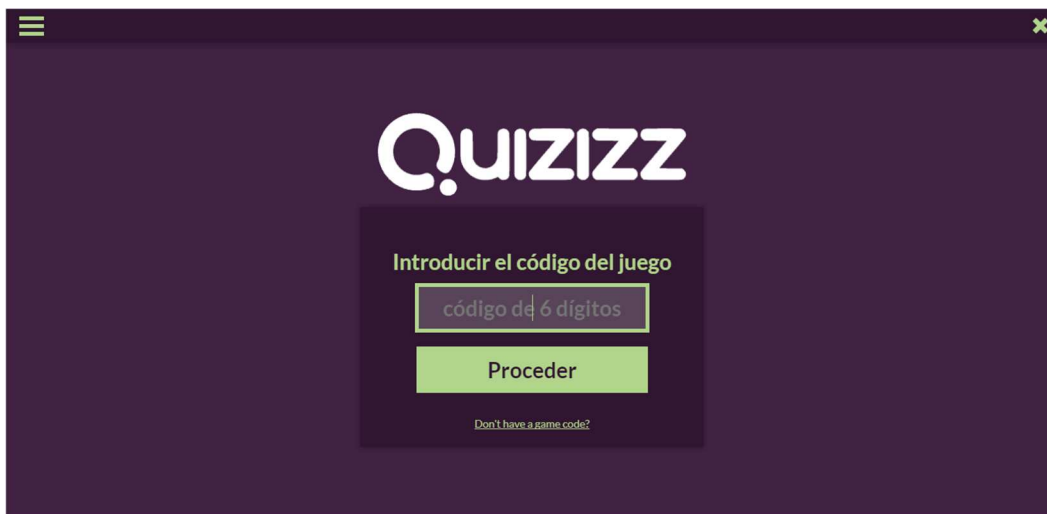 Quizizz
Introducir el código del juego
código de 6 dígitos
Proceder
Don't have a game code?